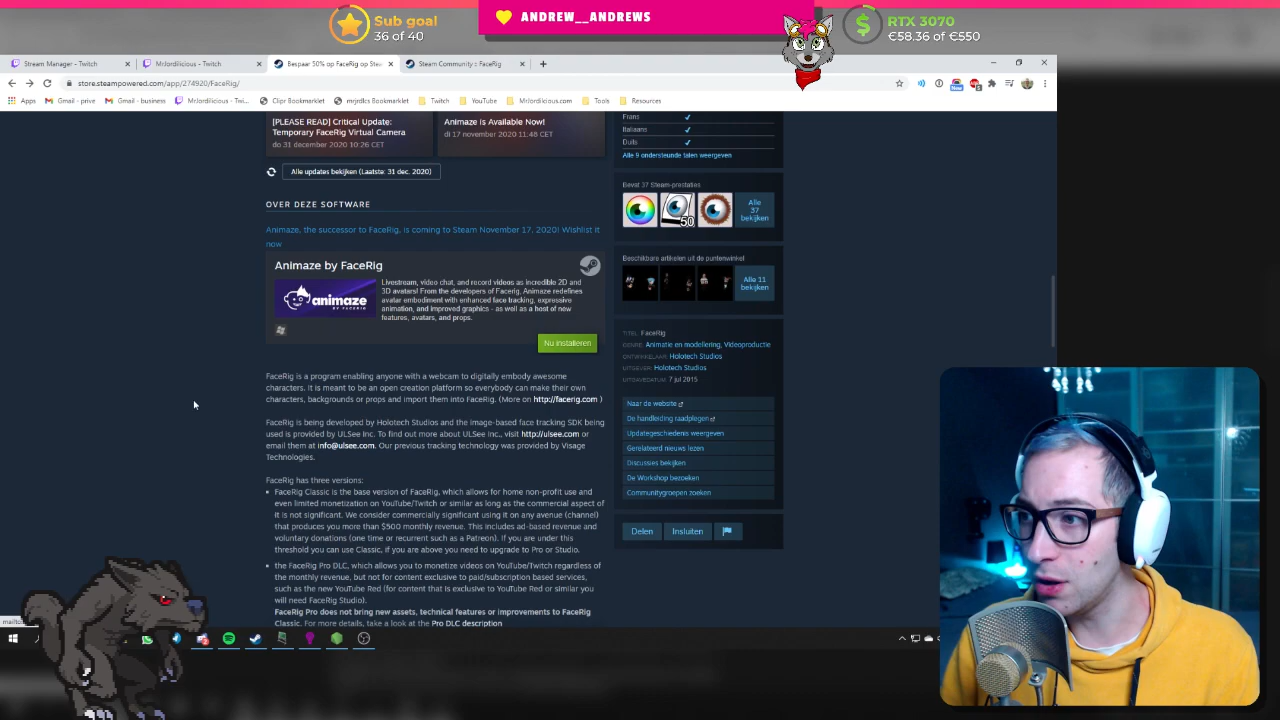 Sub goal
36 of 40
ANDREW__ANDREWS
RTX 3070
€58.36 of €550
Stream Manager - Twitch
MrJordilicious - Twitch
Bespaar 50% op FaceRig op Ste
Steam Community :: FaceRig
store.steampowered.com/app/274920/FaceRig/
Apps
Gmail - prive
Gmail - business
MrJordilicious - Twi...
Clipr Bookmarklet
mrjrdlcs Bookmarklet
Twitch
YouTube
MrJordilicious.com
Tools
Resources
[PLEASE READ] Critical Update:
Temporary FaceRig Virtual Camera
do 31 december 2020 10:26 CET
Animaze is Available Now!
di 17 november 2020 11:48 CET
Alle updates bekijken (Laatste: 31 dec. 2020)
OVER DEZE SOFTWARE
Animaze, the successor to FaceRig, is coming to Steam November 17, 2020! Wishlist it
now
Animaze by FaceRig
animaze
BY FACERIG
Livestream, video chat, and record videos as incredible 2D and
3D avatars! From the developers of Facerig, Animaze redefines
avatar embodiment with enhanced face tracking, expressive
animation, and improved graphics - as well as a host of new
features, avatars, and props.
Nu installeren
FaceRig is a program enabling anyone with a webcam to digitally embody awesome
characters. It is meant to be an open creation platform so everybody can make their own
characters, backgrounds or props and import them into FaceRig. (More on http://facerig.com )
FaceRig is being developed by Holotech Studios and the image-based face tracking SDK being
used is provided by ULSee Inc. To find out more about ULSee Inc., visit http://ulsee.com or
email them at info@ulsee.com. Our previous tracking technology was provided by Visage
Technologies.
FaceRig has three versions:
FaceRig Classic is the base version of FaceRig, which allows for home non-profit use and
even limited monetization on YouTube/Twitch or similar as long as the commercial aspect of
it is not significant. We consider commercially significant using it on any avenue (channel)
that produces you more than $500 monthly revenue. This includes ad-based revenue and
voluntary donations (one time or recurrent such as a Patreon). If you are under this
threshold you can use Classic, if you are above you need to upgrade to Pro or Studio.
the FaceRig Pro DLC, which allows you to monetize videos on YouTube/Twitch regardless of
the monthly revenue, but not for content exclusive to paid/subscription based services,
such as the new YouTube Red (for content that is exclusive to YouTube Red or similar you
will need FaceRig Studio).
FaceRig Pro does not bring new assets, technical features or improvements to FaceRig
Classic. For more details, take a look at the Pro DLC description
Frans
Italiaans
Duits
Alle 9 ondersteunde talen weergeven
Bevat 37 Steam-prestaties
50
Alle
37
bekijken
Beschikbare artikelen uit de puntenwinkel
Alle 11
bekijken
TITEL: FaceRig
GENRE: Animatie en modellering, Videoproductie
ONTWIKKELAAR: Holotech Studios
UITGEVER: Holotech Studios
UITGAVEDATUM: 7 jul 2015
Naar de website
De handleiding raadplegen
Updategeschiedenis weergeven
Gerelateerd nieuws lezen
Discussies bekijken
De Workshop bezoeken
Communitygroepen zoeken
Delen
Insluiten